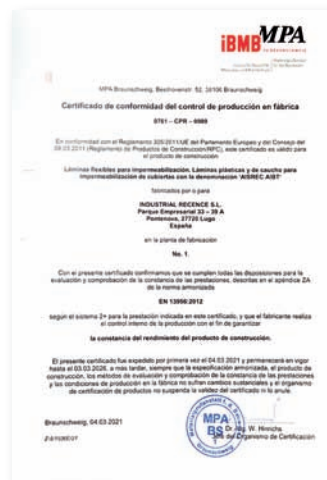 iBMB MPA
MPA Braunschweig, Beethovenstr. 52, 38106 Braunschweig
Certificado de conformidad del control de producción en fábrica
0761 – CPR –
En conformidad con el Reglamento 305/2011/UE del Parlamento Europeo y del Consejo del
09.03.2011 (Reglamento de Productos de Construcción/RPC), este certificado es válido para
el producto de construcción
Láminas flexibles para impermeabilización. Láminas plásticas y de caucho para
impermeabilización de cubiertas con la denominación
fabricados por o para
INDUSTRIAL RECENCE S.L.
Parque Empresarial 33 – 39 A
27720 Lugo
España
en la planta de fabricación
No. 1.
Con el presente certificado confirmamos que se cumplen todas las disposiciones para la
evaluación y comprobación de la constancia de las prestaciones, descritas en el apéndice ZA
de la norma armonizada
EN 13956:2012
según el sistema 2+ para la prestación indicada en este certificado, y que el fabricante realiza
el control interno de la producción con el fin de garantizar
la constancia del rendimiento del producto de construcción.
El presente certificado fue expedido por primera vez el 04.03.2021 y permanecerá en vigor
hasta el 03.03.2026, a más tardar, siempre que la especificación armonizada, el producto de
construcción, los métodos de evaluación y comprobación de la constancia de las prestaciones
y las condiciones de producción en la fábrica no sufran cambios sustanciales y el organismo
de certificación de productos no suspenda la validez del certificado ni lo anule.
Braunschweig, 04.03.2021
MPA
BS
W. Hinrichs
Organismo de Certificación